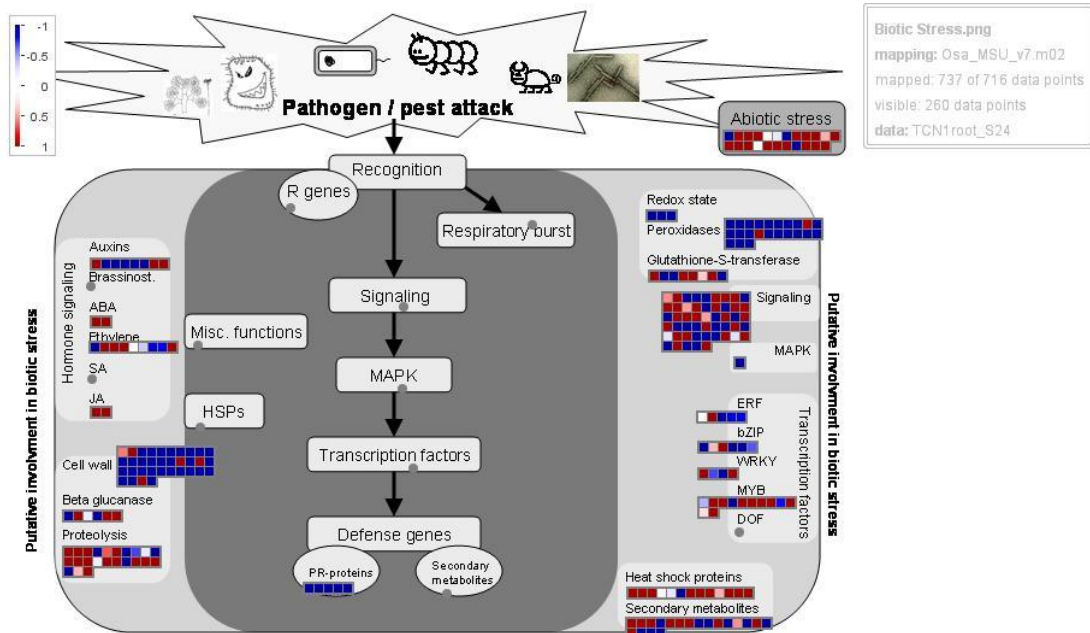 -1
-0.5
0
0.5
1
Pathogen / pest attack
Biotic Stress.png
mapping: Osa_MSU_v7.m02
mapped: 737 of 716 data points
visible: 260 data points
data: TCN1root_S24
Abiotic stress
Recognition
R genes
Respiratory burst
Signaling
Misc. functions
MAPK
HSPs
Transcription factors
Defense genes
PR-proteins
Secondary
metabolites
Putative involvment in biotic stress
Hormone signaling
Auxins
Brassinost.
ABA
Ethylene
SA
JA
Cell wall
Beta glucanase
Proteolysis
Redox state
Peroxidases
Glutathione-S-transferase
Signaling
MAPK
ERF
bZIP
WRKY
MYB
DOF
Transcription factors
Putative involvment in biotic stress
Heat shock proteins
Secondary metabolites